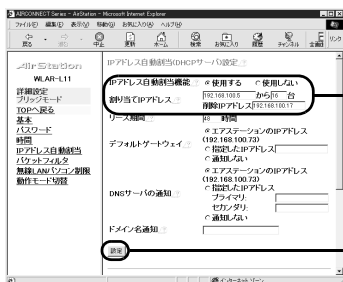 AIRCONNECT Series - AirStation - Microsoft Internet Explorer
ファイル(F) 編集(E) 表示(V) 移動(G) お気に入り(A) ヘルプ(H)
戻る 進む 中止 更新 ホーム 検索 お気に入り 履歴 チャンネル 全画面 リンク
AirStation
WLAR-L11
詳細設定
ブリッジモード
TOPへ戻る
基本
パスワード
時間
IPアドレス自動割当
パケットフィルタ
無線LANパソコン制限
動作モード切替
IPアドレス自動割当(DHCPサーバ)設定
IPアドレス自動割当機能 使用する 使用しない
割り当てIPアドレス 192.168.100.5 から 16 台
削除IPアドレス 192.168.100.17
リース期間 48 時間
デフォルトゲートウェイ エアステーションのIPアドレス
(192.168.100.73)
指定したIPアドレス
通知しない
DNSサーバの通知 エアステーションのIPアドレス
(192.168.100.73)
指定したIPアドレス
プライマリ:
セカンダリ:
通知しない
ドメイン名通知
設定
インターネット ゾーン